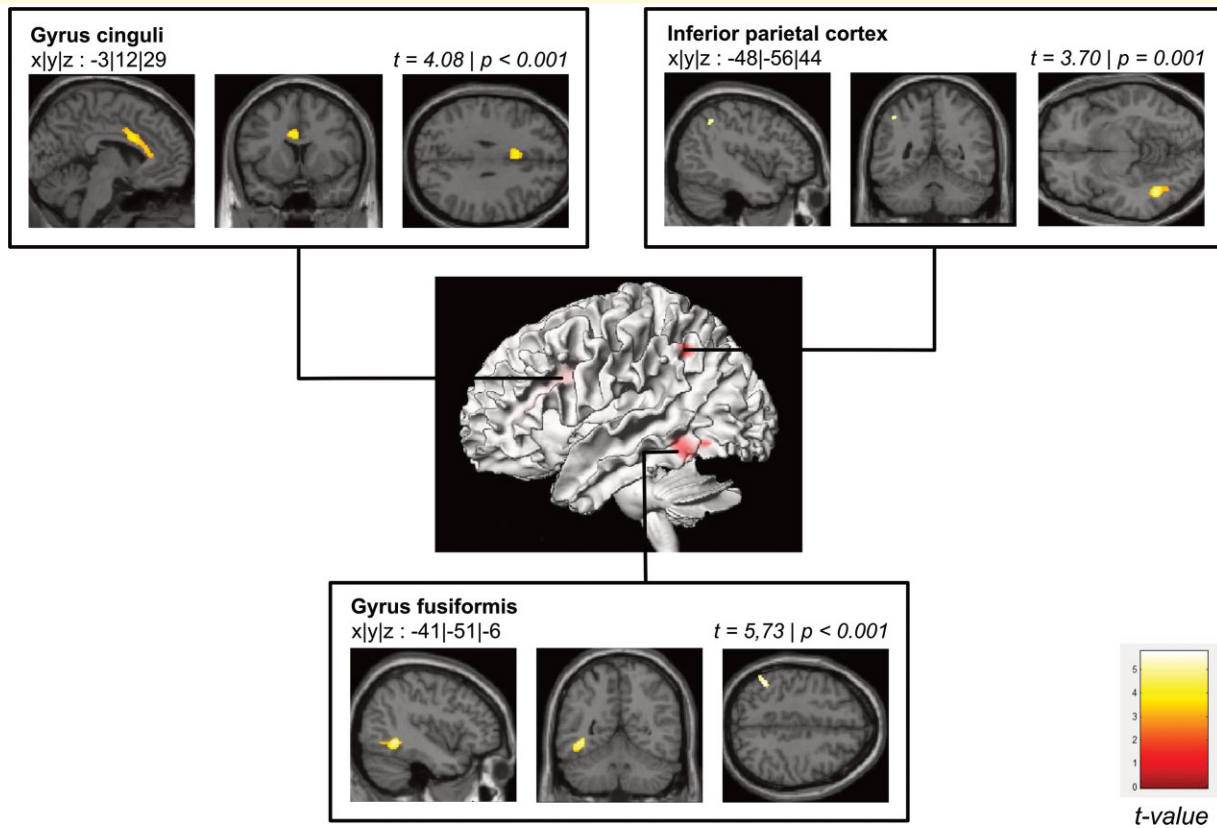 Gyrus cinguli
x|y|z : -3|12|29
t = 4.08 | p < 0.001
Inferior parietal cortex
x|y|z : -48|-56|44
t = 3.70 | p = 0.001
Gyrus fusiformis
x|y|z : -41|-51|-6
t = 5,73 | p < 0.001
5
4
3
2
1
0
t-value